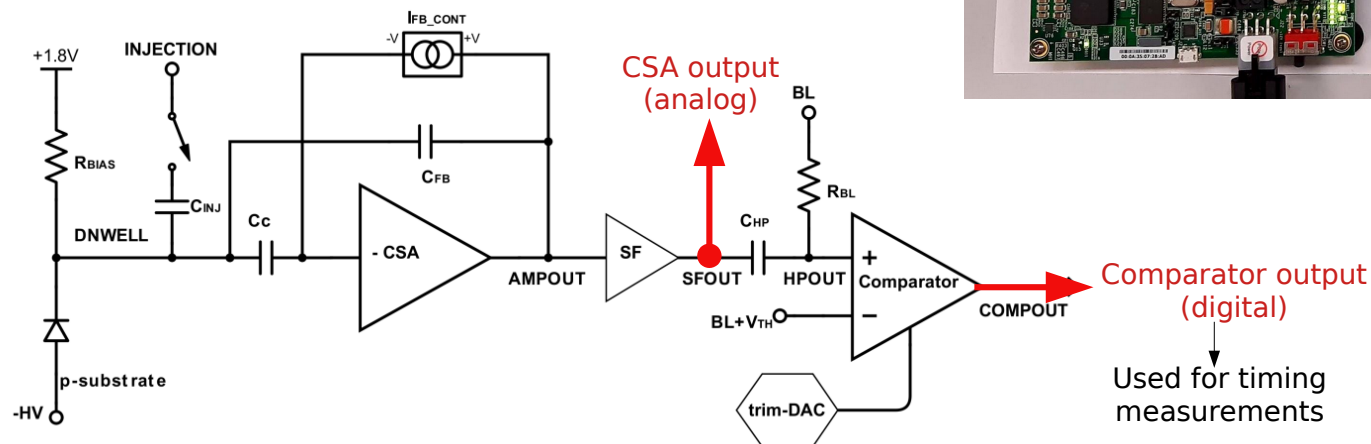 +1.8V
INJECTION
IFB_CONT
-V
+V
CSA output
(analog)
BL
RBIAS
CINJ
CFB
RBL
Cc
CHP
DNWELL
- CSA
SF
+
Comparator
AMPOUT
SFOUT
HPOUT
Comparator output
(digital)
COMPOUT
BL+VTH
−
p-substrate
Used for timing
measurements
-HV
trim-DAC